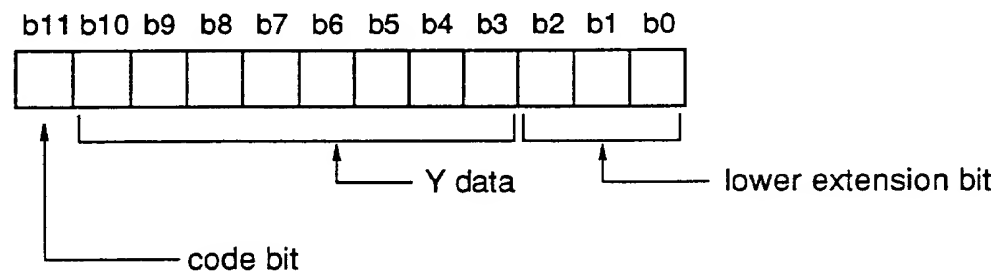 b11 b10 b9 b8 b7 b6 b5 b4 b3 b2 b1 b0
Y data
lower extension bit
code bit